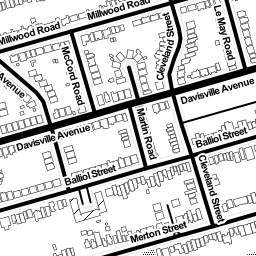 Millwood Road
Millwood Road
Cleveland Street
Le May Road
McCord Road
Avenue
Davisville Avenue
Davisville Avenue
Martin Road
Balliol Street
Balliol Street
Cleveland Street
Merton Street